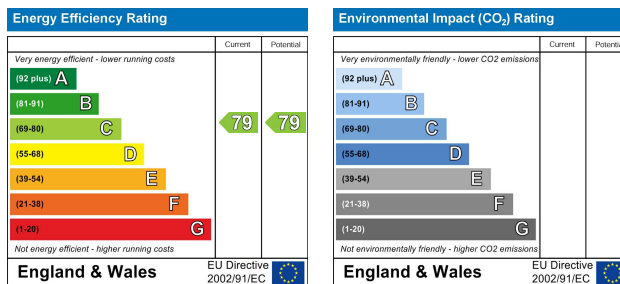 Energy Efficiency Rating
Current Potential
Very energy efficient - lower running costs
(92 plus) A
(81-91) B
(69-80) C
79 79
(55-68) D
(39-54) E
(21-38) F
(1-20) G
Not energy efficient - higher running costs
England & Wales
EU Directive
2002/91/EC
Environmental Impact (CO₂) Rating
Current Potential
Very environmentally friendly - lower CO2 emissions
(92 plus) A
(81-91) B
(69-80) C
(55-68) D
(39-54) E
(21-38) F
(1-20) G
Not environmentally friendly - higher CO2 emissions
England & Wales
EU Directive
2002/91/EC